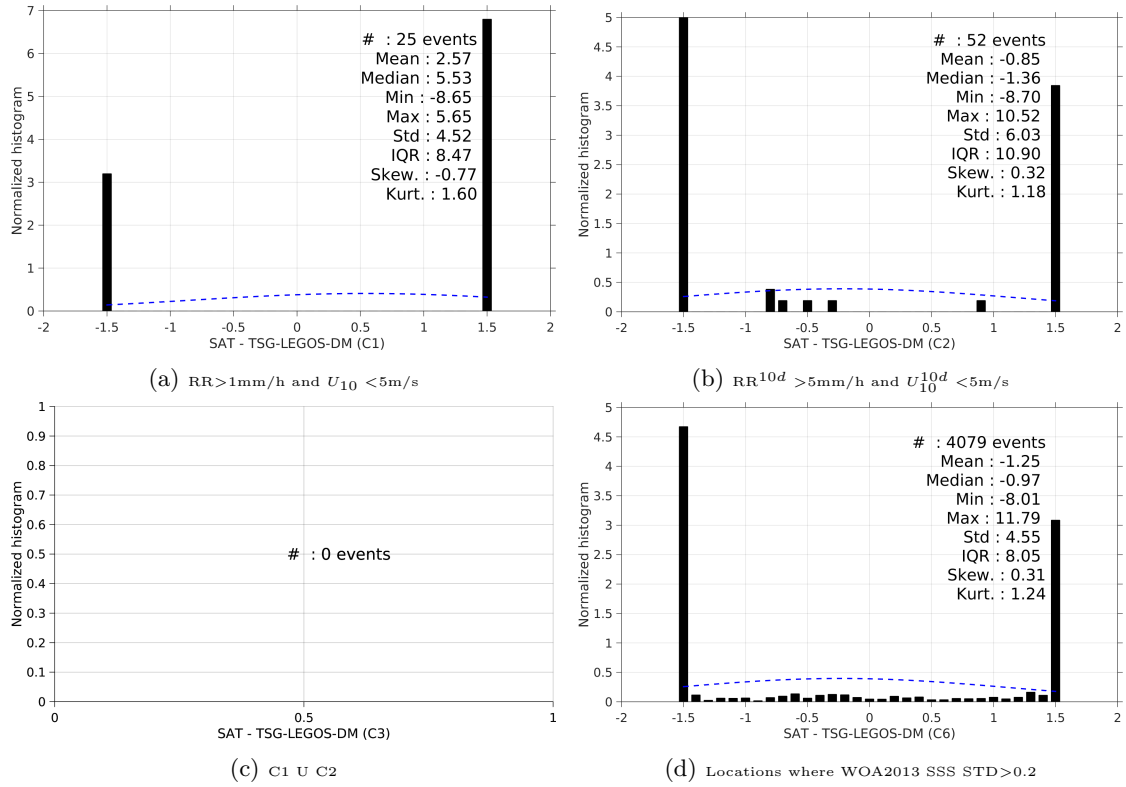 7
6
5
4
3
2
1
0
-2
-1.5
-1
-0.5
0
0.5
1
1.5
2
Normalized histogram
SAT - TSG-LEGOS-DM (C1)
# : 25 events
Mean : 2.57
Median : 5.53
Min : -8.65
Max : 5.65
Std : 4.52
IQR : 8.47
Skew. : -0.77
Kurt. : 1.60
(a) RR>1mm/h and U10 <5m/s
5
4.5
4
3.5
3
2.5
2
1.5
1
0.5
0
-2
-1.5
-1
-0.5
0
0.5
1
1.5
2
Normalized histogram
SAT - TSG-LEGOS-DM (C2)
# : 52 events
Mean : -0.85
Median : -1.36
Min : -8.70
Max : 10.52
Std : 6.03
IQR : 10.90
Skew. : 0.32
Kurt. : 1.18
(b) RR10d >5mm/h and U10d10 <5m/s
1
0.9
0.8
0.7
0.6
0.5
0.4
0.3
0.2
0.1
0
0
0.5
1
Normalized histogram
SAT - TSG-LEGOS-DM (C3)
# : 0 events
(c) C1 U C2
5
4.5
4
3.5
3
2.5
2
1.5
1
0.5
0
-2
-1.5
-1
-0.5
0
0.5
1
1.5
2
Normalized histogram
SAT - TSG-LEGOS-DM (C6)
# : 4079 events
Mean : -1.25
Median : -0.97
Min : -8.01
Max : 11.79
Std : 4.55
IQR : 8.05
Skew. : 0.31
Kurt. : 1.24
(d) Locations where WOA2013 SSS STD>0.2